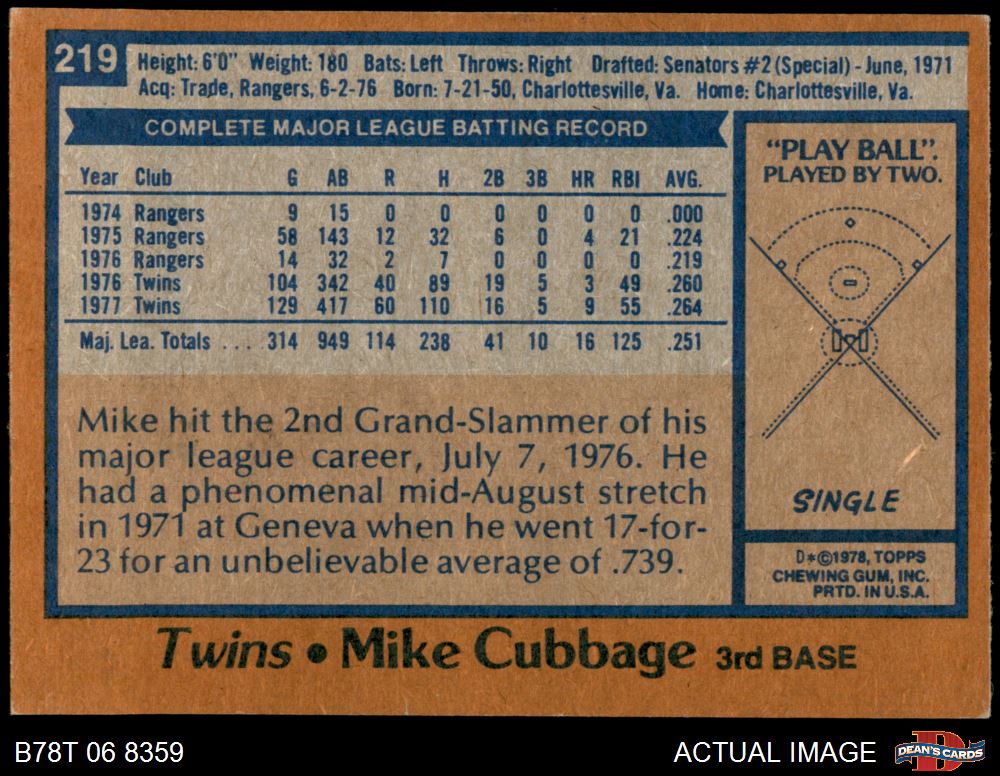 219
Height: 6'0" Weight: 180 Bats: Left Throws: Right Drafted: Senators #2 (Special) - June, 1971
Acq: Trade, Rangers, 6-2-76 Born: 7-21-50, Charlottesville, Va. Home: Charlottesville, Va.
COMPLETE MAJOR LEAGUE BATTING RECORD
Year Club G AB R H 2B 3B HR RBI AVG.
1974 Rangers 9 15 0 0 0 0 0 0 .000
1975 Rangers 58 143 12 32 6 0 4 21 .224
1976 Rangers 14 32 2 7 0 0 0 0 .219
1976 Twins 104 342 40 89 19 5 3 49 .260
1977 Twins 129 417 60 110 16 5 9 55 .264
Maj. Lea. Totals ... 314 949 114 238 41 10 16 125 .251
Mike hit the 2nd Grand-Slammer of his
major league career, July 7, 1976. He
had a phenomenal mid-August stretch
in 1971 at Geneva when he went 17-for-
23 for an unbelievable average of .739.
"PLAY BALL".
PLAYED BY TWO.
SINGLE
D*©1978, TOPPS
CHEWING GUM, INC.
PRTD. IN U.S.A.
Twins • Mike Cubbage 3rd BASE
B78T 06 8359
ACTUAL IMAGE
D
DEAN'S CARDS